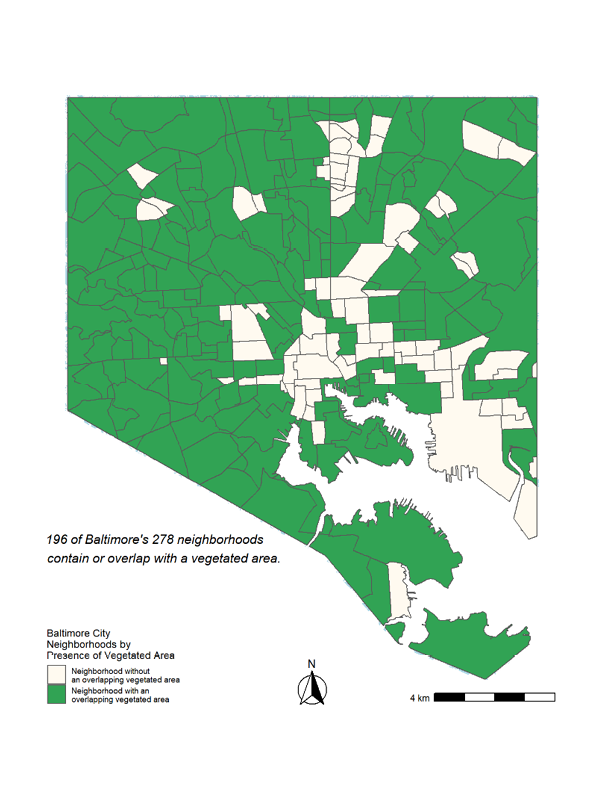 196 of Baltimore's 278 neighborhoods
contain or overlap with a vegetated area.
Baltimore City
Neighborhoods by
Presence of Vegetated Area
Neighborhood without
an overlapping vegetated area
Neighborhood with an
overlapping vegetated area
N
4 km